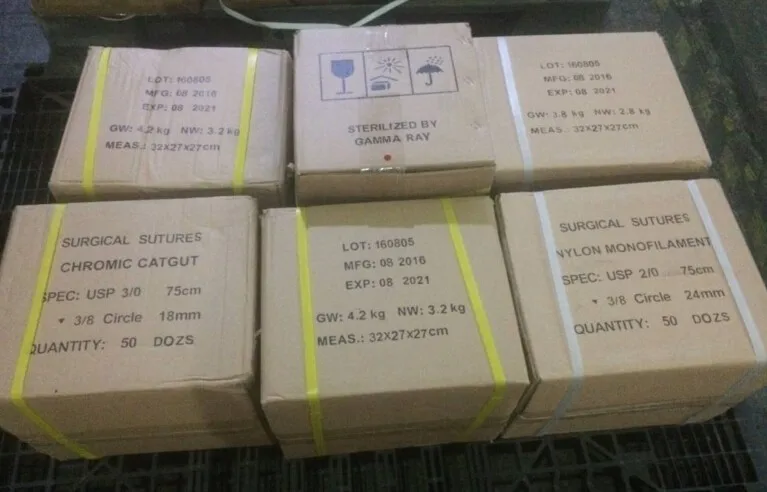 LOT: 160805
MFG: 08 2016
EXP: 08 2021
GW: 4.2 kg NW: 3.2 kg
MEAS.: 32X27X27cm
STERILIZED BY
GAMMA RAY
LOT: 160805
MFG: 08 2016
EXP: 08 2021
GW: 3.8 kg NW: 2.8 kg
MEAS.: 32X27X27cm
SURGICAL SUTURES
CHROMIC CATGUT
SPEC: USP 3/0 75cm
3/8 Circle 18mm
QUANTITY: 50 DOZS
LOT: 160805
MFG: 08 2016
EXP: 08 2021
GW: 4.2 kg NW: 3.2 kg
MEAS.: 32X27X27cm
SURGICAL SUTURES
NYLON MONOFILAMENT
SPEC: USP 2/0 75cm
3/8 Circle 24mm
QUANTITY: 50 DOZS